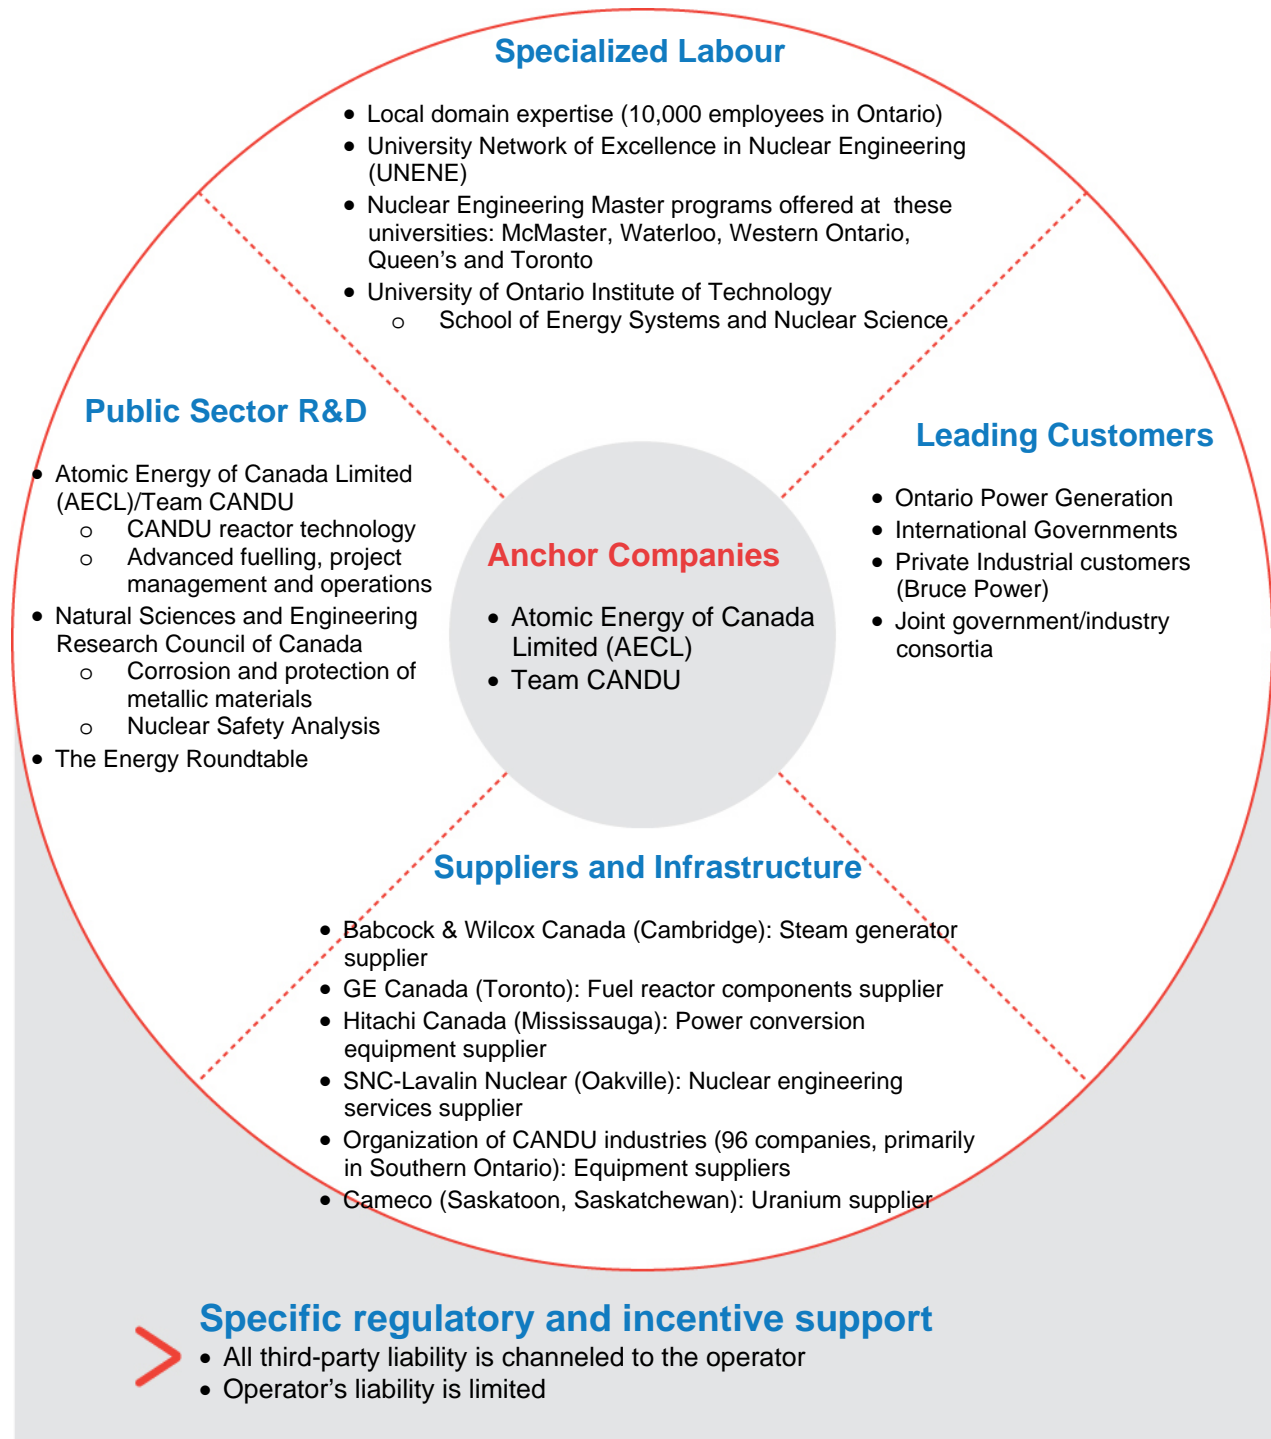 Specialized Labour
• Local domain expertise (10,000 employees in Ontario)
• University Network of Excellence in Nuclear Engineering
(UNENE)
• Nuclear Engineering Master programs offered at these
universities: McMaster, Waterloo, Western Ontario,
Queen's and Toronto
• University of Ontario Institute of Technology
o School of Energy Systems and Nuclear Science
Public Sector R&D
• Atomic Energy of Canada Limited
(AECL)/Team CANDU
o CANDU reactor technology
o Advanced fuelling, project
management and operations
• Natural Sciences and Engineering
Research Council of Canada
o Corrosion and protection of
metallic materials
o Nuclear Safety Analysis
• The Energy Roundtable
Anchor Companies
• Atomic Energy of Canada
Limited (AECL)
• Team CANDU
Leading Customers
• Ontario Power Generation
• International Governments
• Private Industrial customers
(Bruce Power)
• Joint government/industry
consortia
Suppliers and Infrastructure
• Babcock & Wilcox Canada (Cambridge): Steam generator
supplier
• GE Canada (Toronto): Fuel reactor components supplier
• Hitachi Canada (Mississauga): Power conversion
equipment supplier
• SNC-Lavalin Nuclear (Oakville): Nuclear engineering
services supplier
• Organization of CANDU industries (96 companies, primarily
in Southern Ontario): Equipment suppliers
• Cameco (Saskatoon, Saskatchewan): Uranium supplier
Specific regulatory and incentive support
• All third-party liability is channeled to the operator
• Operator's liability is limited